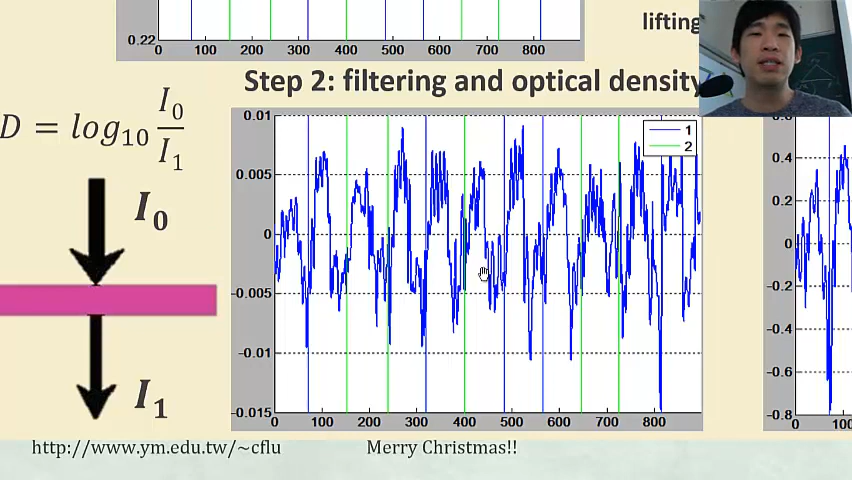 0.22
0 100 200 300 400 500 600 700 800
lifting
Step 2: filtering and optical density
D = log10 I0/I1
I0
I1
0.01
0.005
0
-0.005
-0.01
-0.015
1
2
0 100 200 300 400 500 600 700 800
0.4
0.2
0
-0.2
-0.4
-0.6
-0.8
0 100
http://www.ym.edu.tw/~cflu Merry Christmas!!